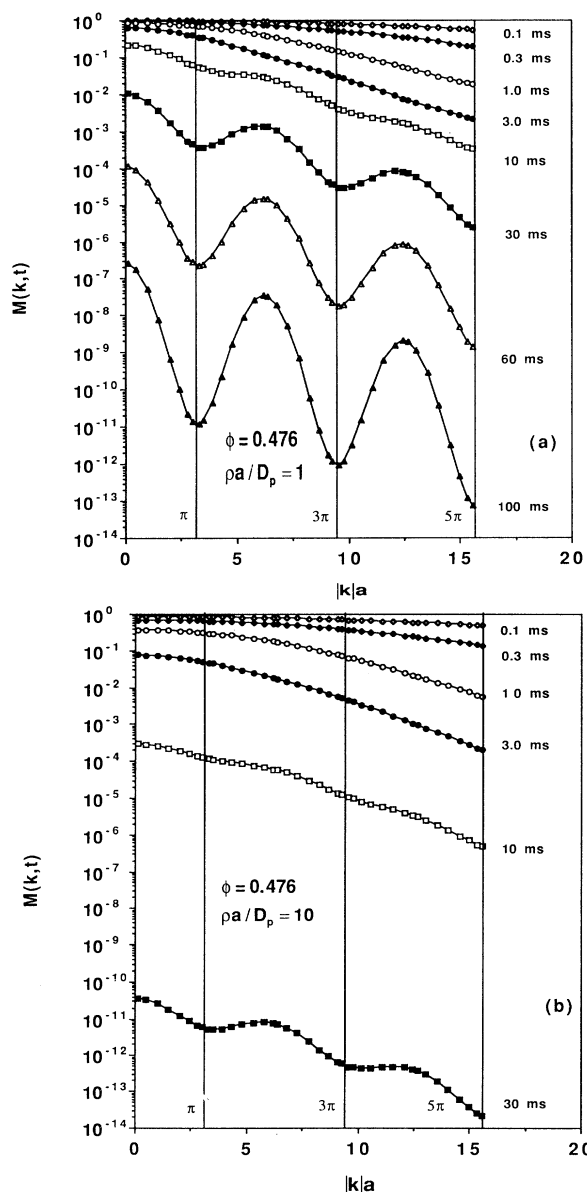 10⁰
10⁻¹
10⁻²
10⁻³
10⁻⁴
10⁻⁵
10⁻⁶
10⁻⁷
10⁻⁸
10⁻⁹
10⁻¹⁰
10⁻¹¹
10⁻¹²
10⁻¹³
10⁻¹⁴
M(k,t)
0.1 ms
0.3 ms
1.0 ms
3.0 ms
10 ms
30 ms
60 ms
100 ms
(a)
ϕ = 0.476
ρa/Dₚ = 1
π
3π
5π
0
5
10
15
20
|k|a
10⁰
10⁻¹
10⁻²
10⁻³
10⁻⁴
10⁻⁵
10⁻⁶
10⁻⁷
10⁻⁸
10⁻⁹
10⁻¹⁰
10⁻¹¹
10⁻¹²
10⁻¹³
10⁻¹⁴
M(k,t)
0.1 ms
0.3 ms
1 0 ms
3.0 ms
10 ms
30 ms
(b)
ϕ = 0.476
ρa/Dₚ = 10
π
3π
5π
0
5
10
15
20
|k|a